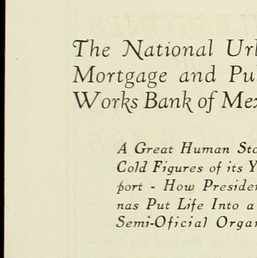 The National Url
Mortgage and Pu
Works Bank of Mex
A Great Human Sto
Cold Figures of its Y
port - How Presiden
nas Put Life Into a
Semi-Oficial Organ